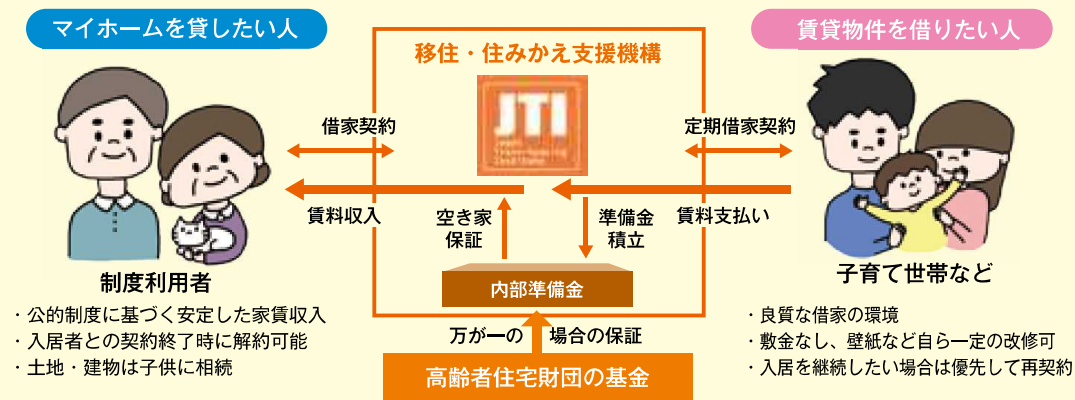 マイホームを貸したい人
移住・住みかえ支援機構
賃貸物件を借りたい人
JTI
借家契約
定期借家契約
賃料収入
空き家
保証
準備金
積立
賃料支払い
内部準備金
万が一の 場合の保証
高齢者住宅財団の基金
制度利用者
・公的制度に基づく安定した家賃収入
・入居者との契約終了時に解約可能
・土地・建物は子供に相続
子育て世帯など
・良質な借家の環境
・敷金なし、壁紙など自ら一定の改修可
・入居を継続したい場合は優先して再契約